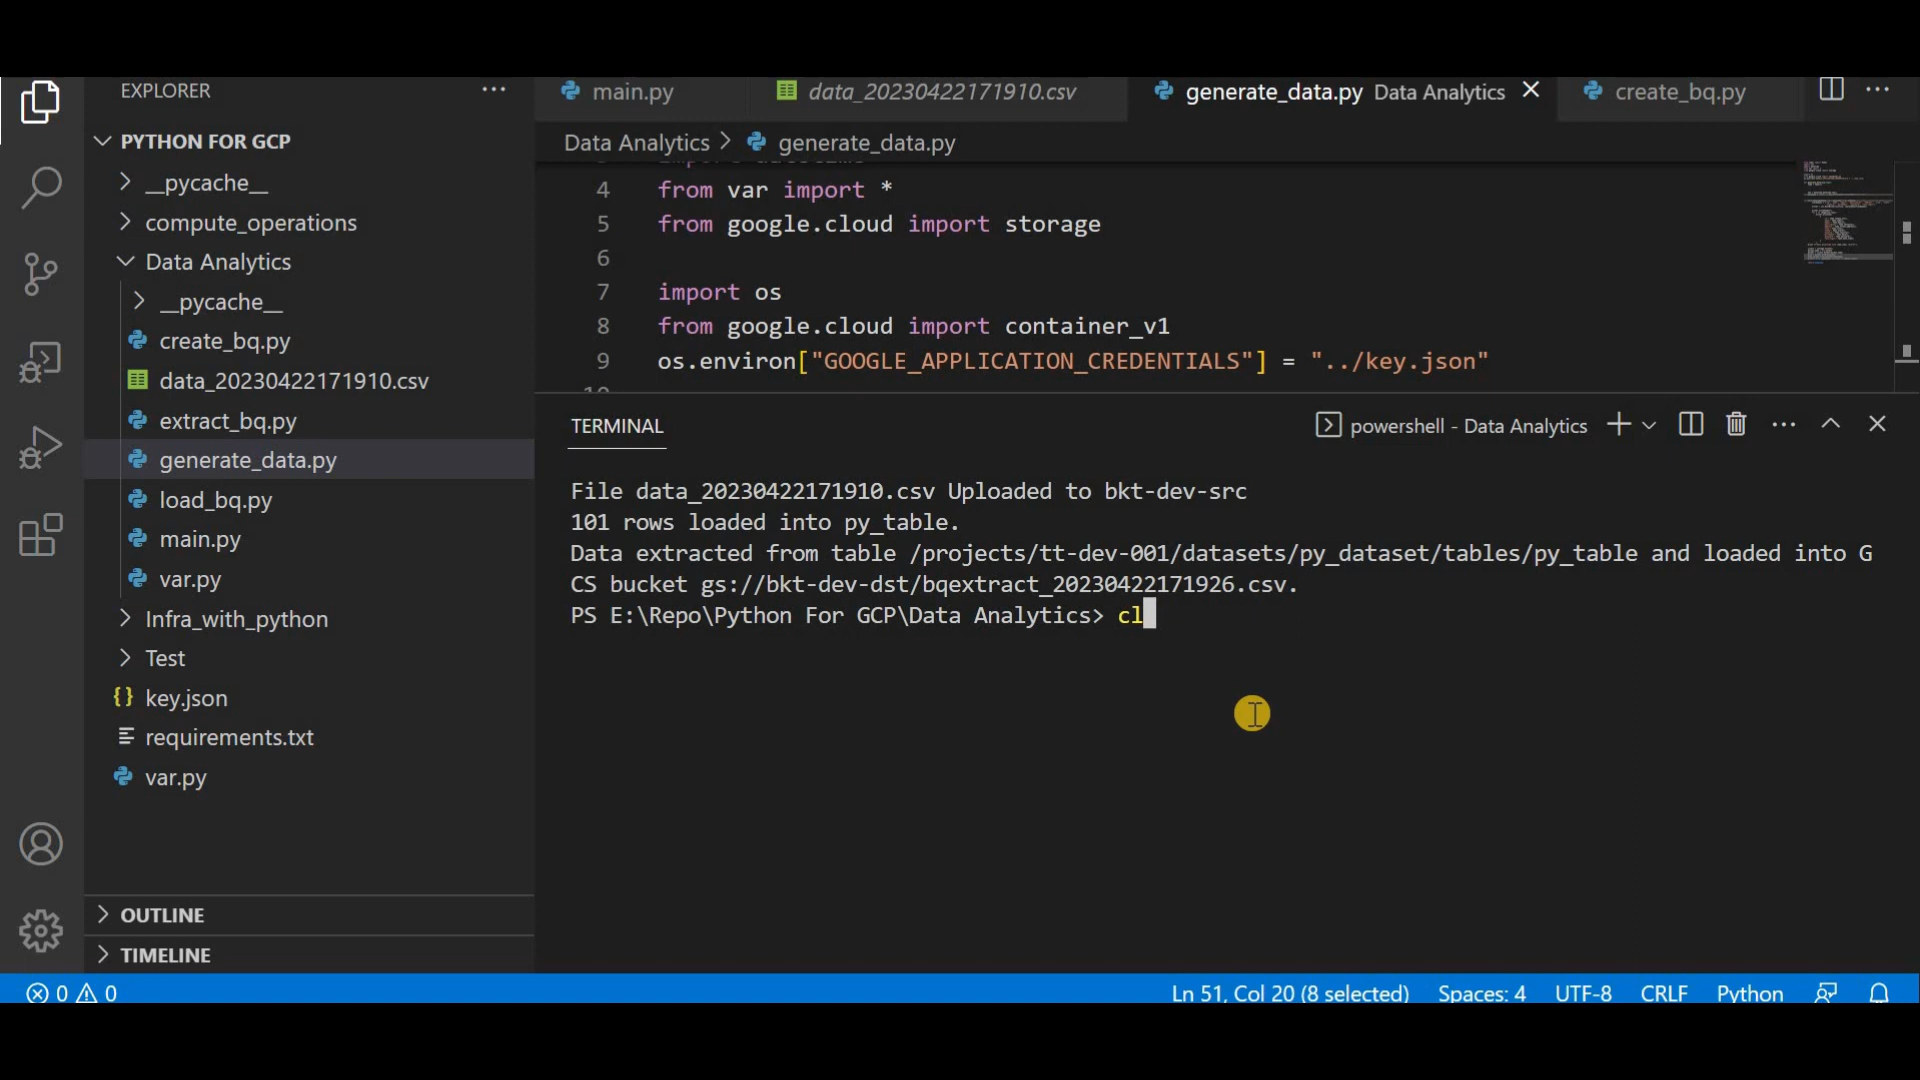 EXPLORER
PYTHON FOR GCP
__pycache__
compute_operations
Data Analytics
__pycache__
create_bq.py
data_20230422171910.csv
extract_bq.py
generate_data.py
load_bq.py
main.py
var.py
Infra_with_python
Test
key.json
requirements.txt
var.py
OUTLINE
TIMELINE
main.py
data_20230422171910.csv
generate_data.py Data Analytics
create_bq.py
Data Analytics > generate_data.py
4 from var import *
5 from google.cloud import storage
6
7 import os
8 from google.cloud import container_v1
9 os.environ["GOOGLE_APPLICATION_CREDENTIALS"] = "../key.json"
TERMINAL
powershell - Data Analytics
File data_20230422171910.csv Uploaded to bkt-dev-src
101 rows loaded into py_table.
Data extracted from table /projects/tt-dev-001/datasets/py_dataset/tables/py_table and loaded into G
CS bucket gs://bkt-dev-dst/bqextract_20230422171926.csv.
PS E:\Repo\Python For GCP\Data Analytics> cl
0 0
Ln 51, Col 20 (8 selected) Spaces: 4 UTF-8 CRLF Python